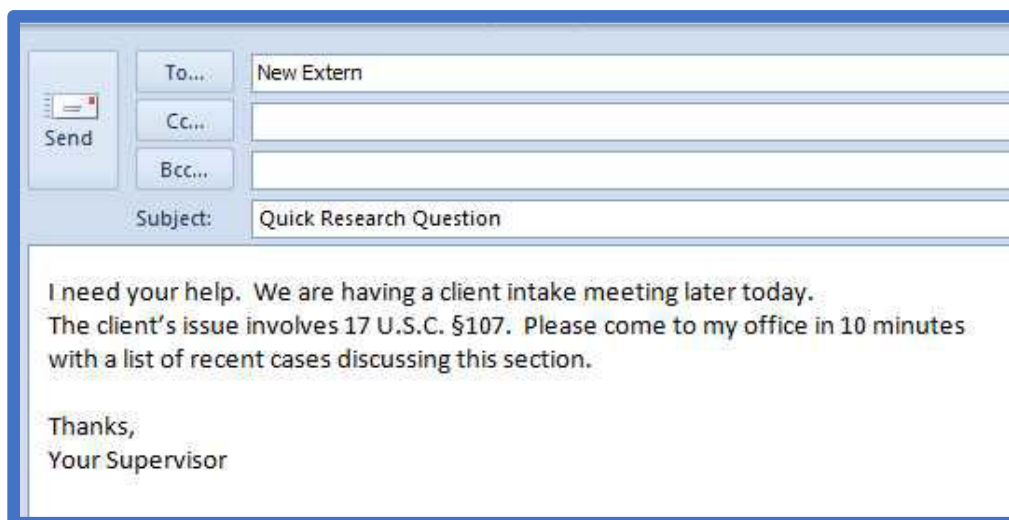 To...
New Extern
Cc...
Send
Bcc...
Subject:
Quick Research Question
I need your help.  We are having a client intake meeting later today.
The client's issue involves 17 U.S.C. §107.  Please come to my office in 10 minutes
with a list of recent cases discussing this section.
Thanks,
Your Supervisor